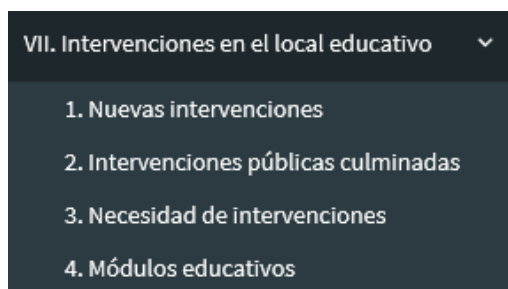 VII. Intervenciones en el local educativo
1. Nuevas intervenciones
2. Intervenciones públicas culminadas
3. Necesidad de intervenciones
4. Módulos educativos